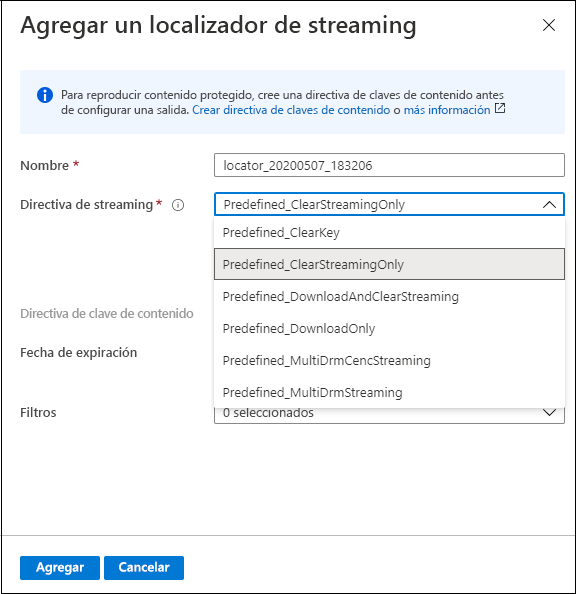 Agregar un localizador de streaming
Para reproducir contenido protegido, cree una directiva de claves de contenido antes
de configurar una salida. Crear directiva de claves de contenido o más información
Nombre *
locator_20200507_183206
Directiva de streaming *
Predefined_ClearStreamingOnly
Predefined_ClearKey
Predefined_ClearStreamingOnly
Predefined_DownloadAndClearStreaming
Predefined_DownloadOnly
Predefined_MultiDrmCencStreaming
Predefined_MultiDrmStreaming
Directiva de clave de contenido
Fecha de expiración
Filtros
0 seleccionados
Agregar
Cancelar